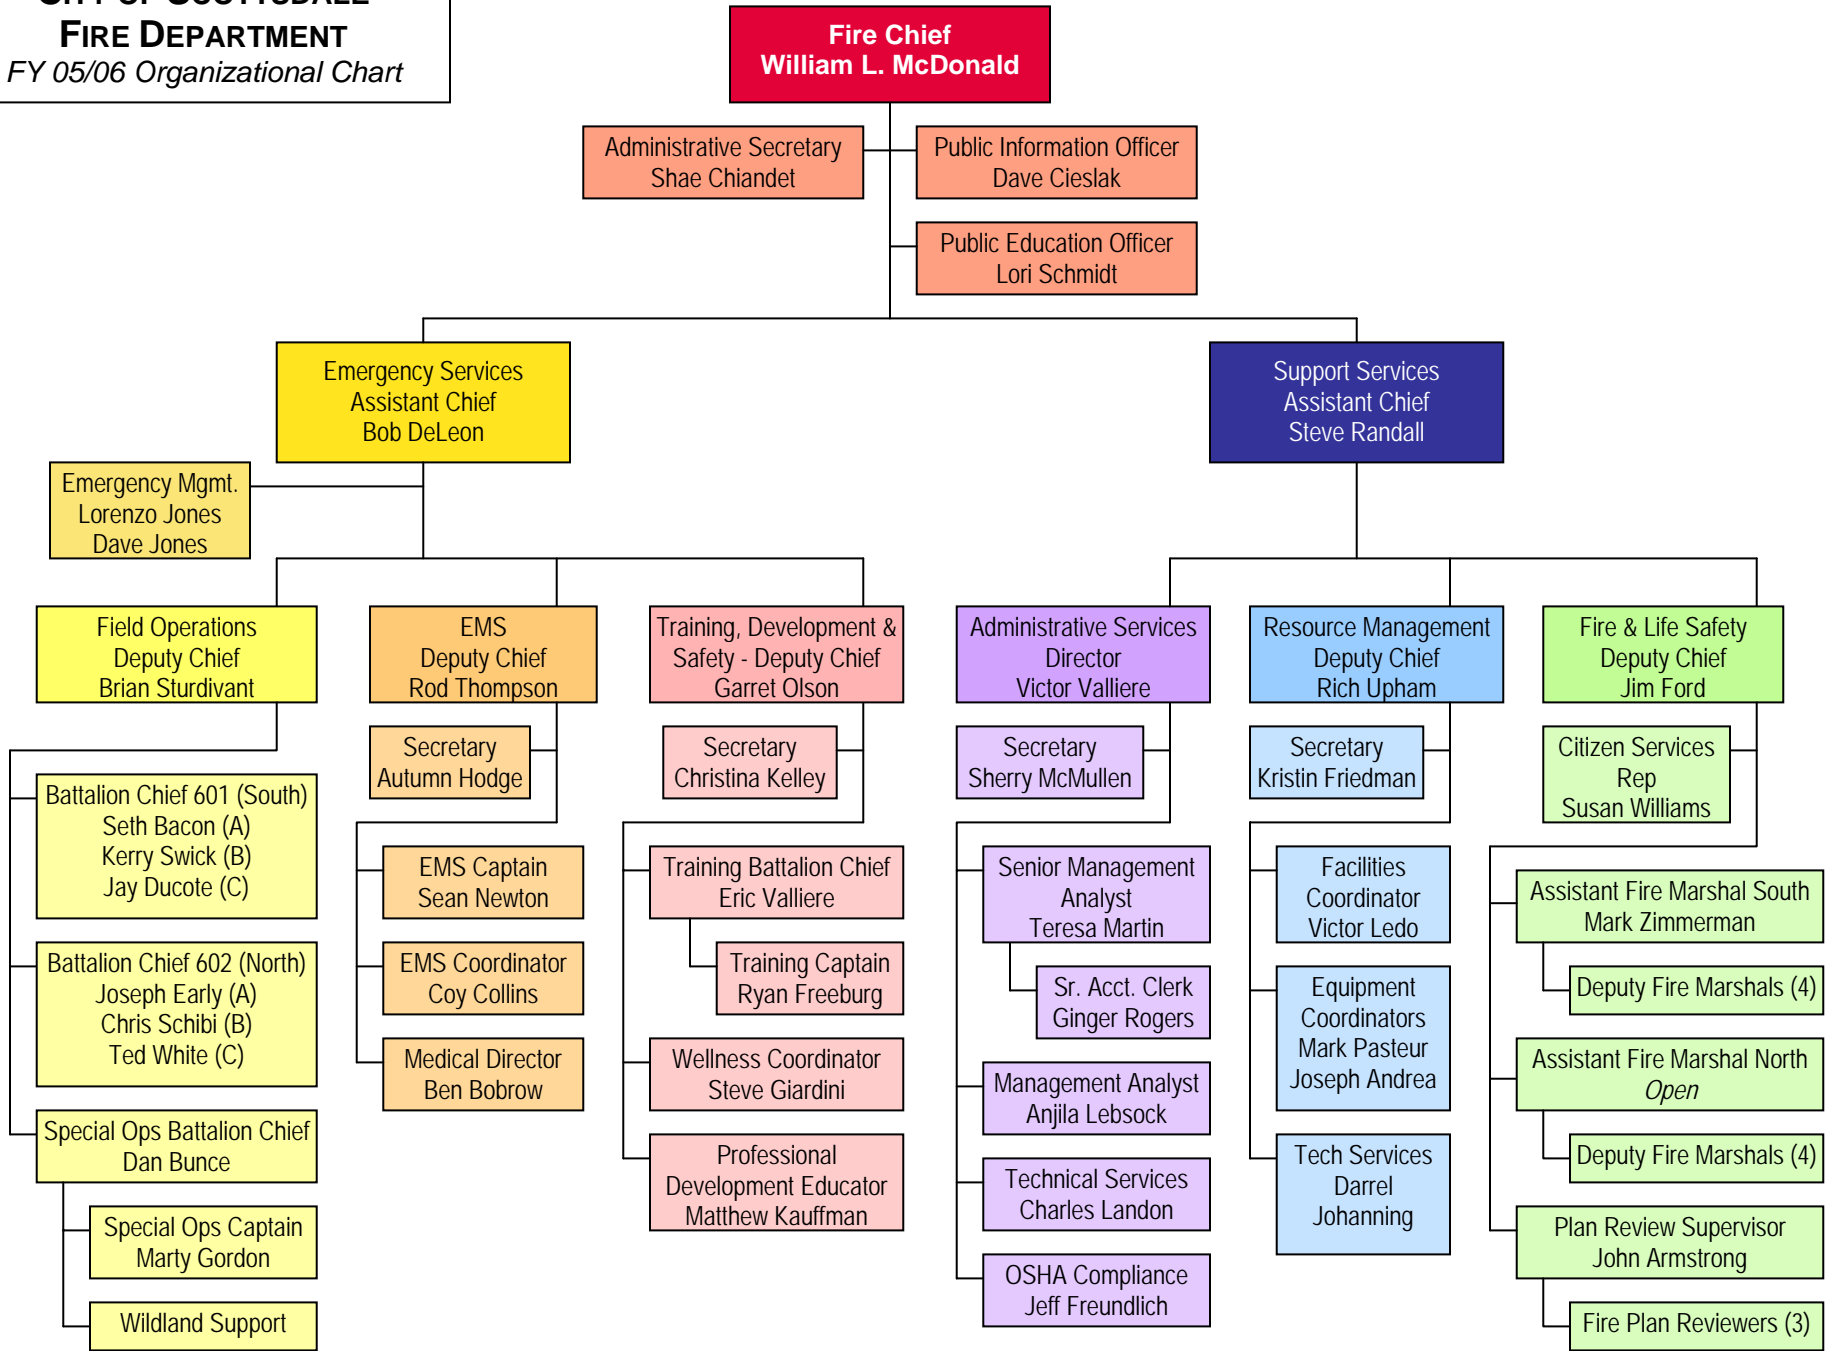 CITY OF SCOTTSDALE
FIRE DEPARTMENT
FY 05/06 Organizational Chart
Fire Chief
William L. McDonald
Administrative Secretary
Shae Chiandet
Public Information Officer
Dave Cieslak
Public Education Officer
Lori Schmidt
Emergency Services
Assistant Chief
Bob DeLeon
Support Services
Assistant Chief
Steve Randall
Emergency Mgmt.
Lorenzo Jones
Dave Jones
Field Operations
Deputy Chief
Brian Sturdivant
EMS
Deputy Chief
Rod Thompson
Training, Development &
Safety - Deputy Chief
Garret Olson
Administrative Services
Director
Victor Valliere
Resource Management
Deputy Chief
Rich Upham
Fire & Life Safety
Deputy Chief
Jim Ford
Battalion Chief 601 (South)
Seth Bacon (A)
Kerry Swick (B)
Jay Ducote (C)
Battalion Chief 602 (North)
Joseph Early (A)
Chris Schibi (B)
Ted White (C)
Special Ops Battalion Chief
Dan Bunce
Special Ops Captain
Marty Gordon
Wildland Support
Secretary
Autumn Hodge
EMS Captain
Sean Newton
EMS Coordinator
Coy Collins
Medical Director
Ben Bobrow
Secretary
Christina Kelley
Training Battalion Chief
Eric Valliere
Training Captain
Ryan Freeburg
Wellness Coordinator
Steve Giardini
Professional
Development Educator
Matthew Kauffman
Secretary
Sherry McMullen
Senior Management
Analyst
Teresa Martin
Sr. Acct. Clerk
Ginger Rogers
Management Analyst
Anjila Lebsock
Technical Services
Charles Landon
OSHA Compliance
Jeff Freundlich
Secretary
Kristin Friedman
Facilities
Coordinator
Victor Ledo
Equipment
Coordinators
Mark Pasteur
Joseph Andrea
Tech Services
Darrel
Johanning
Citizen Services
Rep
Susan Williams
Assistant Fire Marshal South
Mark Zimmerman
Deputy Fire Marshals (4)
Assistant Fire Marshal North
Open
Deputy Fire Marshals (4)
Plan Review Supervisor
John Armstrong
Fire Plan Reviewers (3)